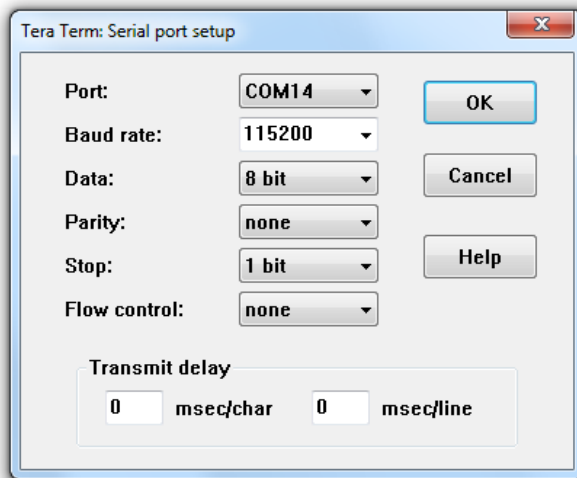 Tera Term: Serial port setup
Port: COM14
OK
Baud rate: 115200
Data: 8 bit
Cancel
Parity: none
Stop: 1 bit
Help
Flow control: none
Transmit delay
0 msec/char 0 msec/line